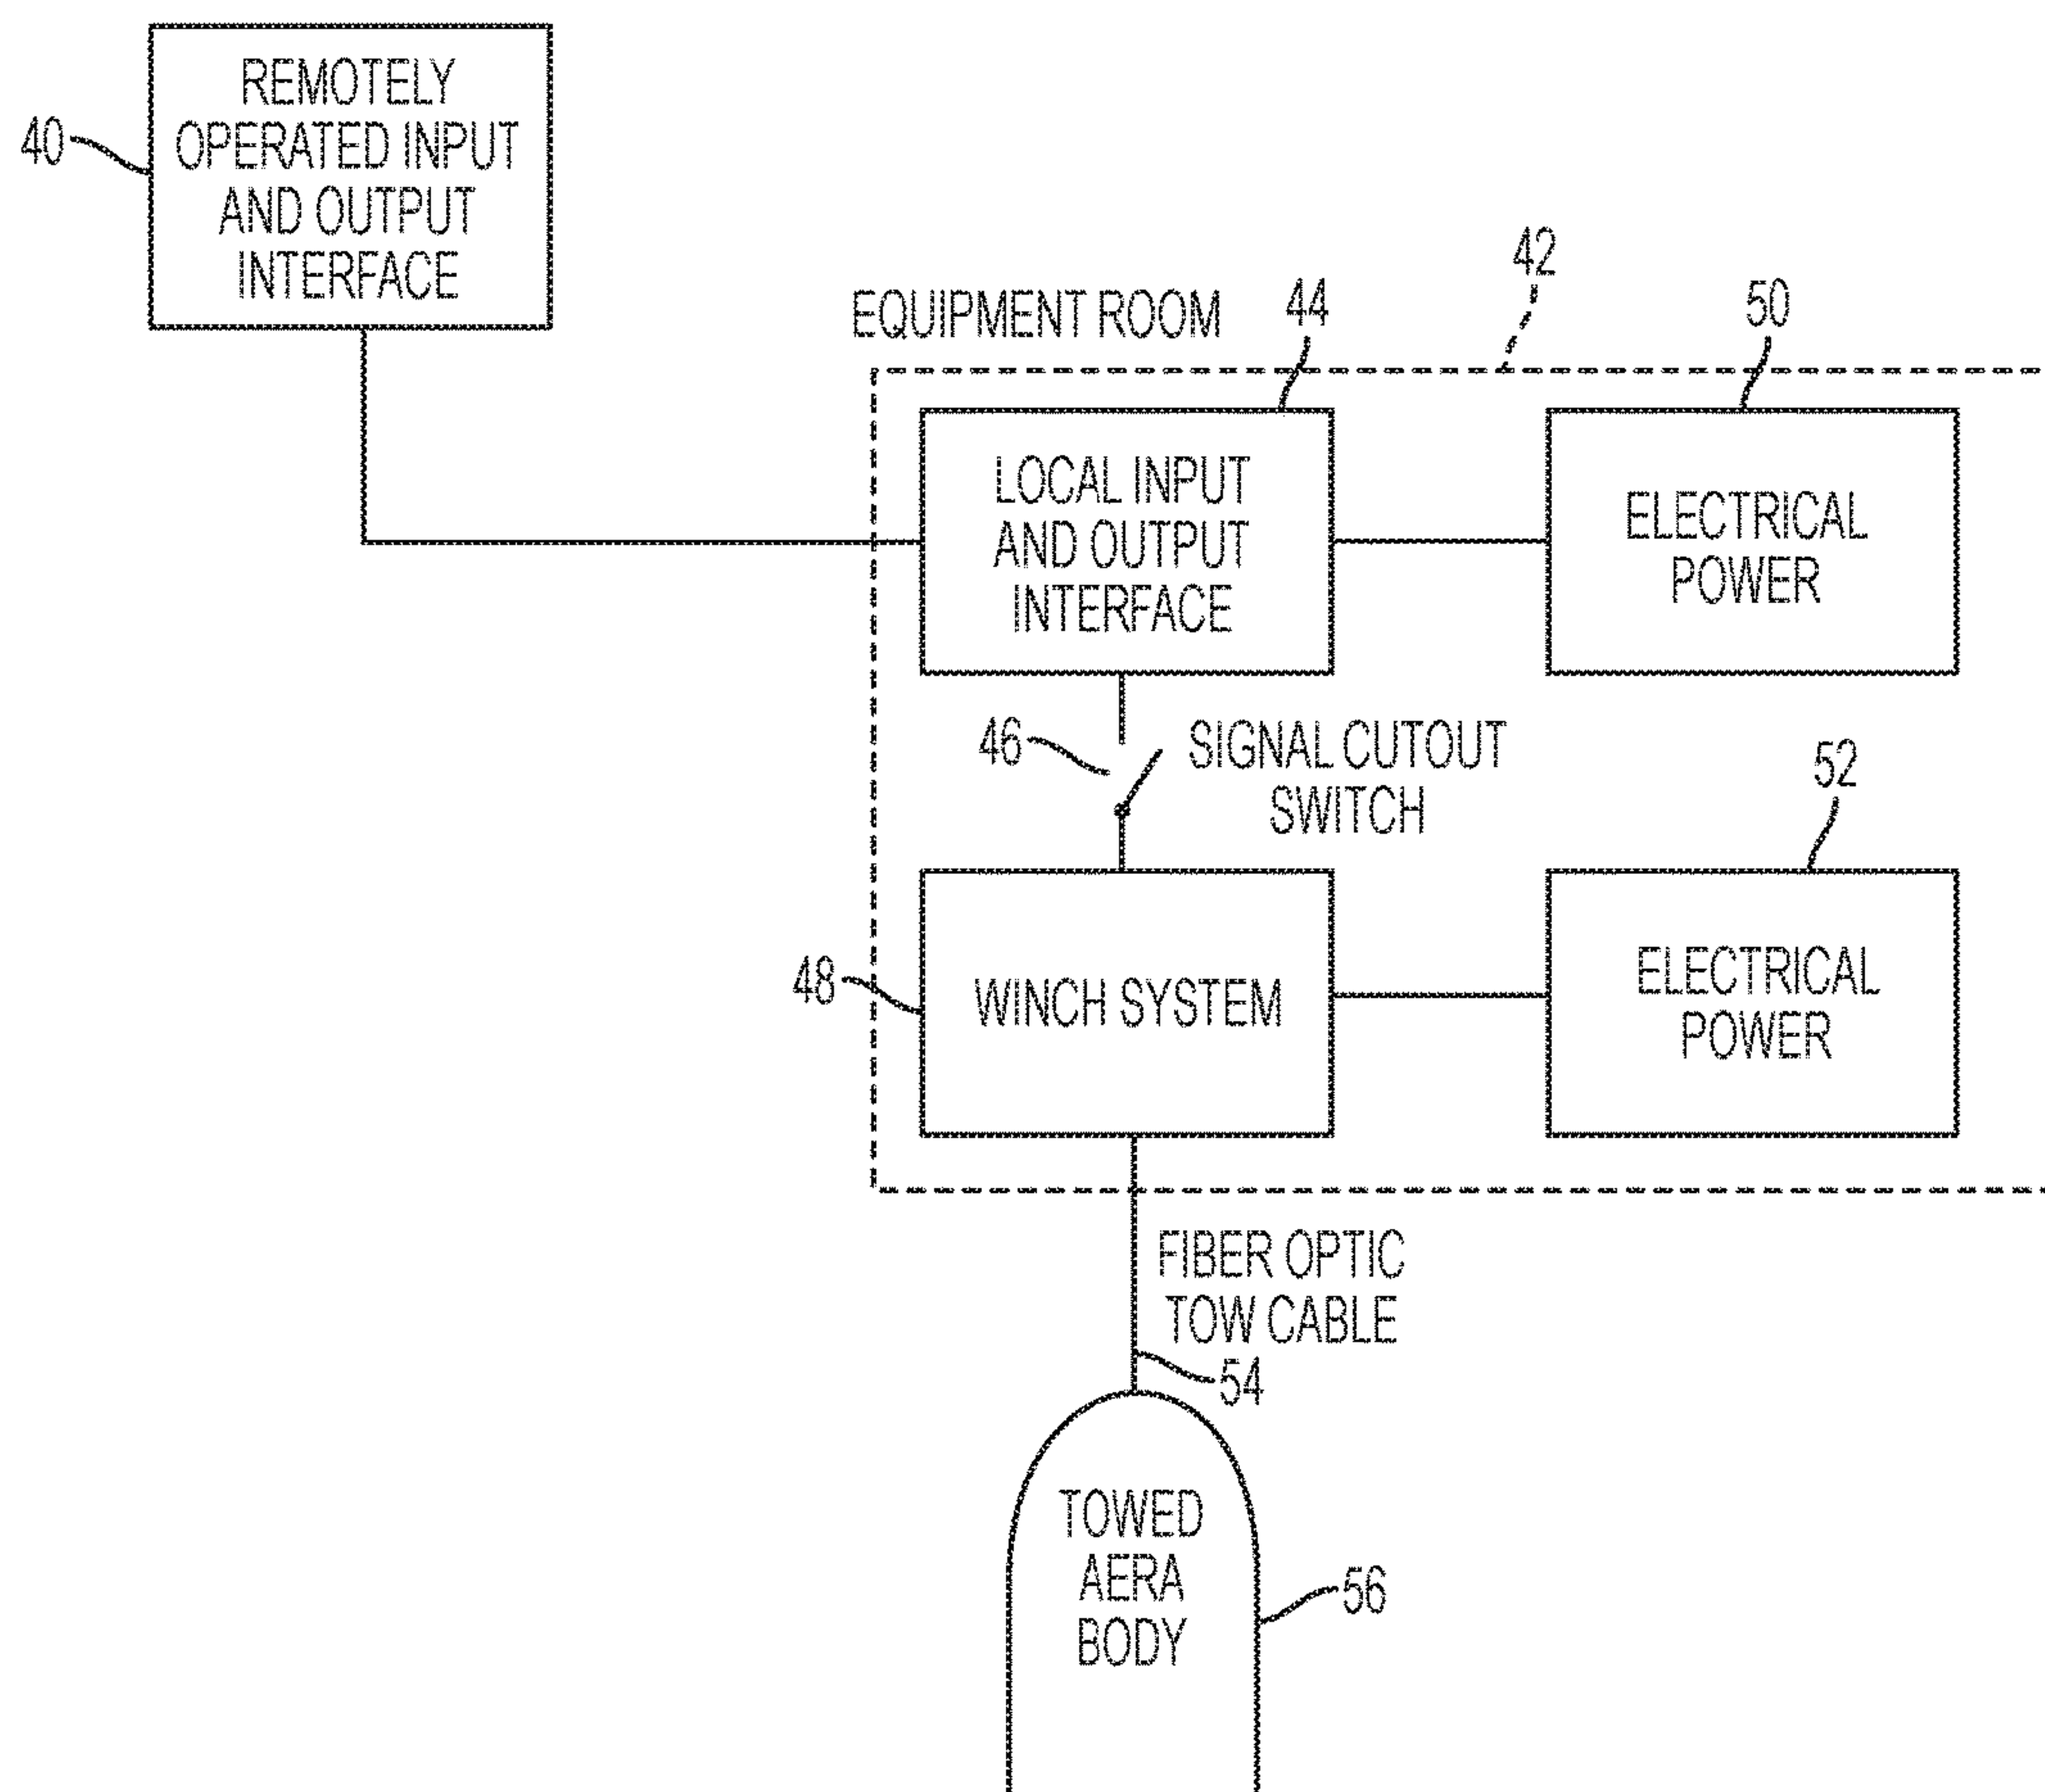 REMOTELY
OPERATED INPUT
AND OUTPUT
INTERFACE
40
42
EQUIPMENT ROOM
44
50
LOCAL INPUT
AND OUTPUT
INTERFACE
ELECTRICAL
POWER
46
SIGNAL CUTOUT
SWITCH
52
48
WINCH SYSTEM
ELECTRICAL
POWER
FIBER OPTIC
TOW CABLE
54
TOWED
AERA
BODY
56